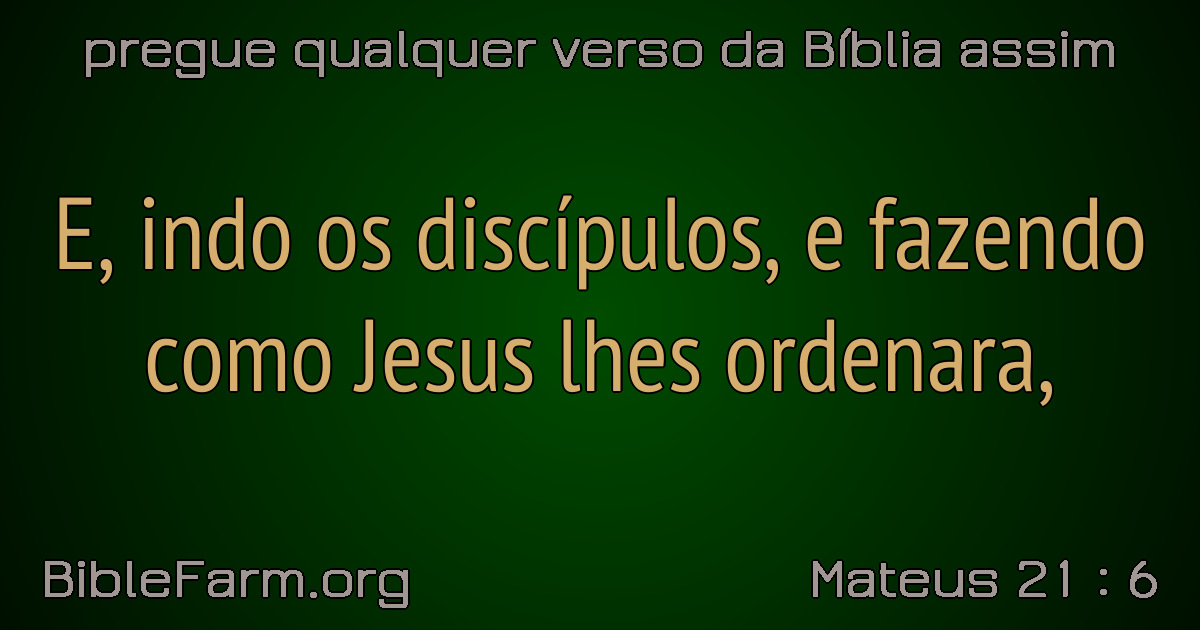 pregue qualquer verso da Bíblia assim
E, indo os discípulos, e fazendo
como Jesus lhes ordenara,
BibleFarm.org
Mateus 21 : 6